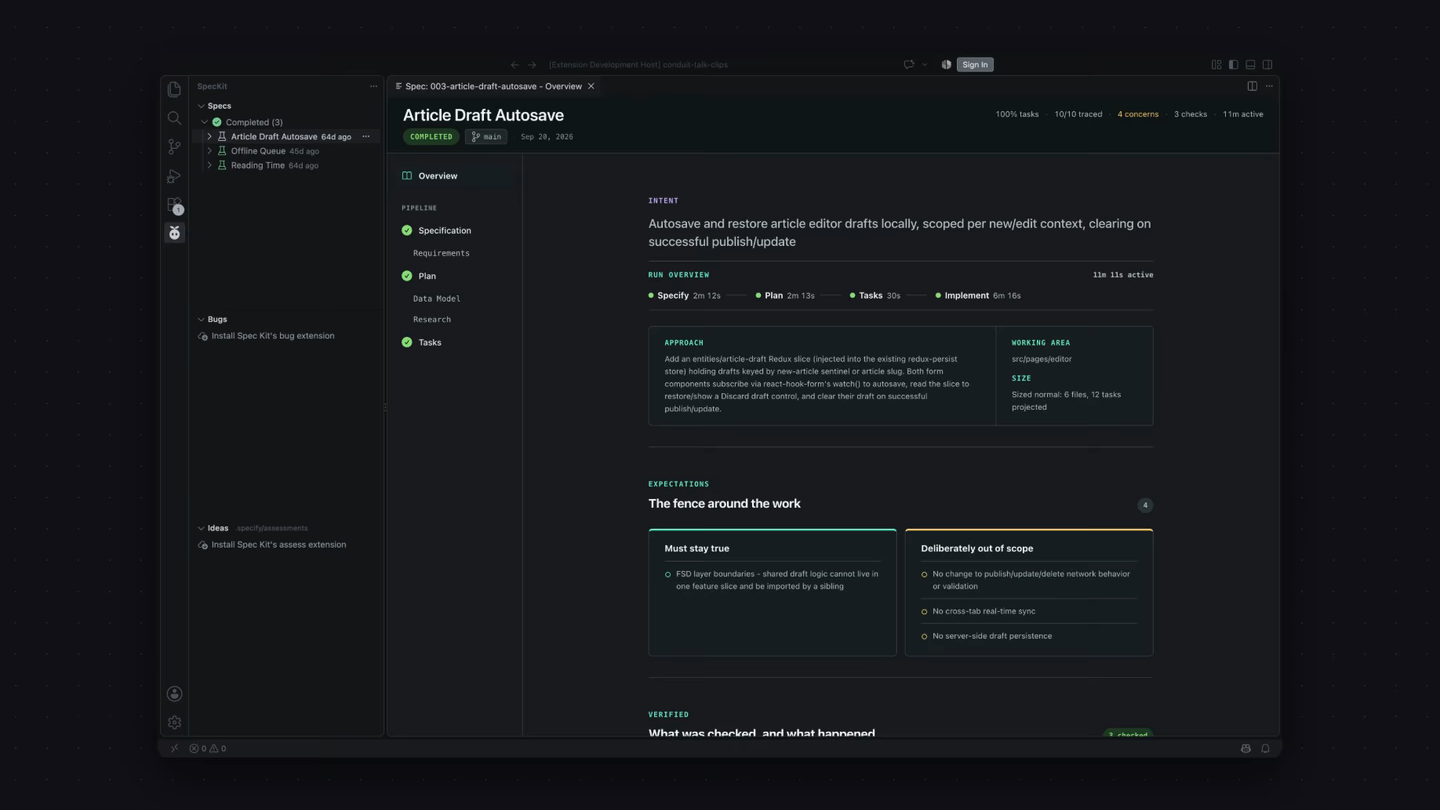 [Extension Development Host] conduit-talk-clips
Sign In
SpecKit
Specs
Completed (3)
Article Draft Autosave 64d ago
Offline Queue 45d ago
Reading Time 64d ago
1
Bugs
Install Spec Kit's bug extension
Ideas specify/assessments
Install Spec Kit's assess extension
Spec: 003-article-draft-autosave - Overview
Article Draft Autosave
COMPLETED main Sep 20, 2026
100% tasks · 10/10 traced · 4 concerns · 3 checks · 11m active
Overview
PIPELINE
Specification
Requirements
Plan
Data Model
Research
Tasks
INTENT
Autosave and restore article editor drafts locally, scoped per new/edit context, clearing on
successful publish/update
RUN OVERVIEW
11m 11s active
Specify 2m 12s Plan 2m 13s Tasks 30s Implement 6m 16s
APPROACH
Add an entities/article-draft Redux slice (injected into the existing redux-persist
store) holding drafts keyed by new-article sentinel or article slug. Both form
components subscribe via react-hook-form's watch() to autosave, read the slice to
restore/show a Discard draft control, and clear their draft on successful
publish/update.
WORKING AREA
src/pages/editor
SIZE
Sized normal: 6 files, 12 tasks
projected
EXPECTATIONS
The fence around the work
4
Must stay true
FSD layer boundaries - shared draft logic cannot live in
one feature slice and be imported by a sibling
Deliberately out of scope
No change to publish/update/delete network behavior
or validation
No cross-tab real-time sync
No server-side draft persistence
VERIFIED
What was checked, and what happened
3 checked
0 0